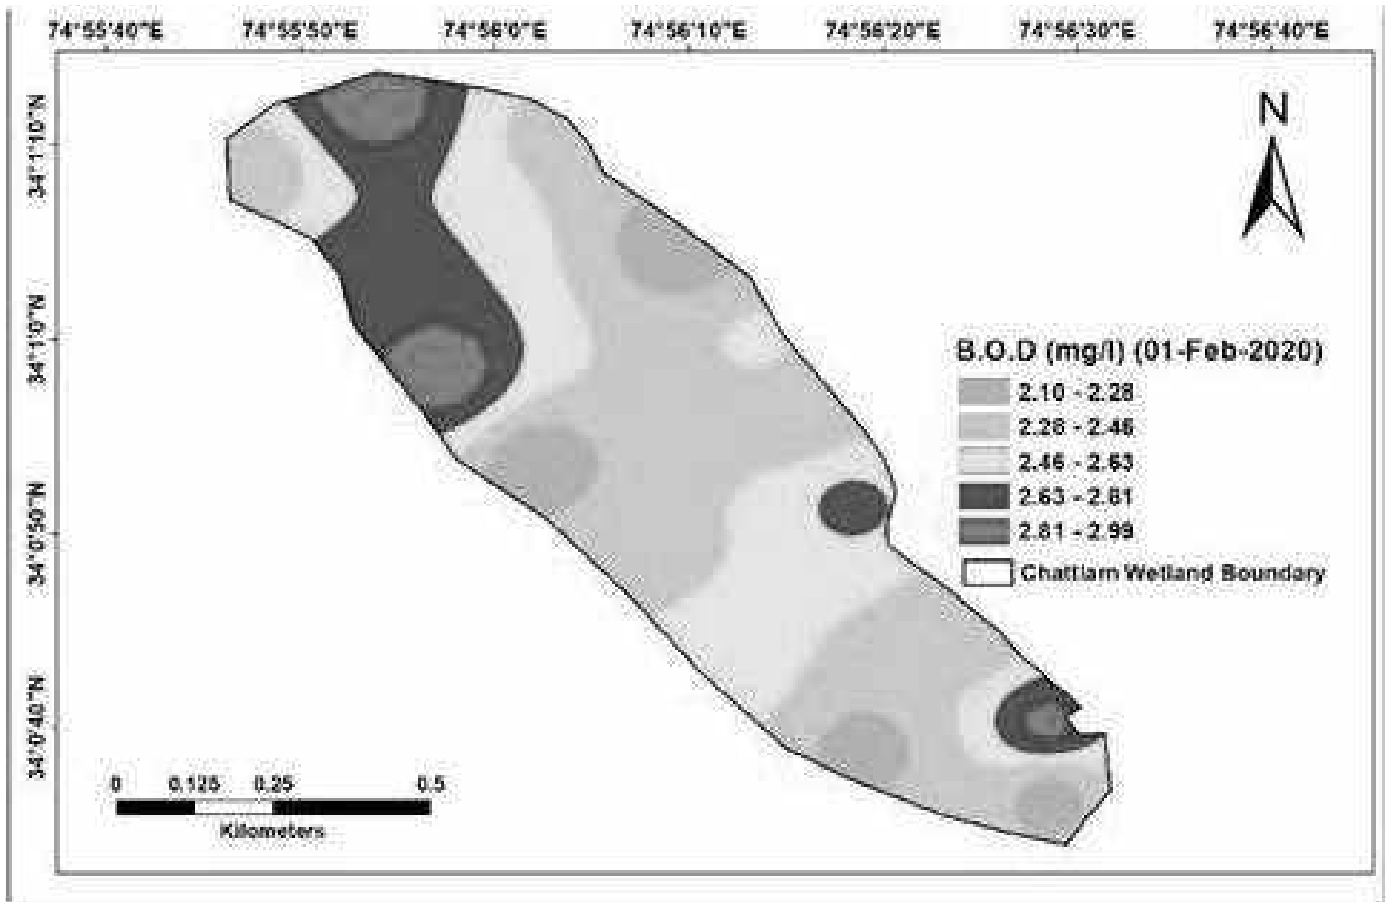 74°55'40"E 74°55'50"E 74°56'0"E 74°56'10"E 74°56'20"E 74°56'30"E 74°56'40"E
34°1'10"N
34°1'0"N
34°0'50"N
34°0'40"N
N
B.O.D (mg/l) (01-Feb-2020)
2.10 - 2.28
2.28 - 2.46
2.46 - 2.63
2.63 - 2.81
2.81 - 2.99
Chattlam Wetland Boundary
0 0.125 0.25 0.5
Kilometers